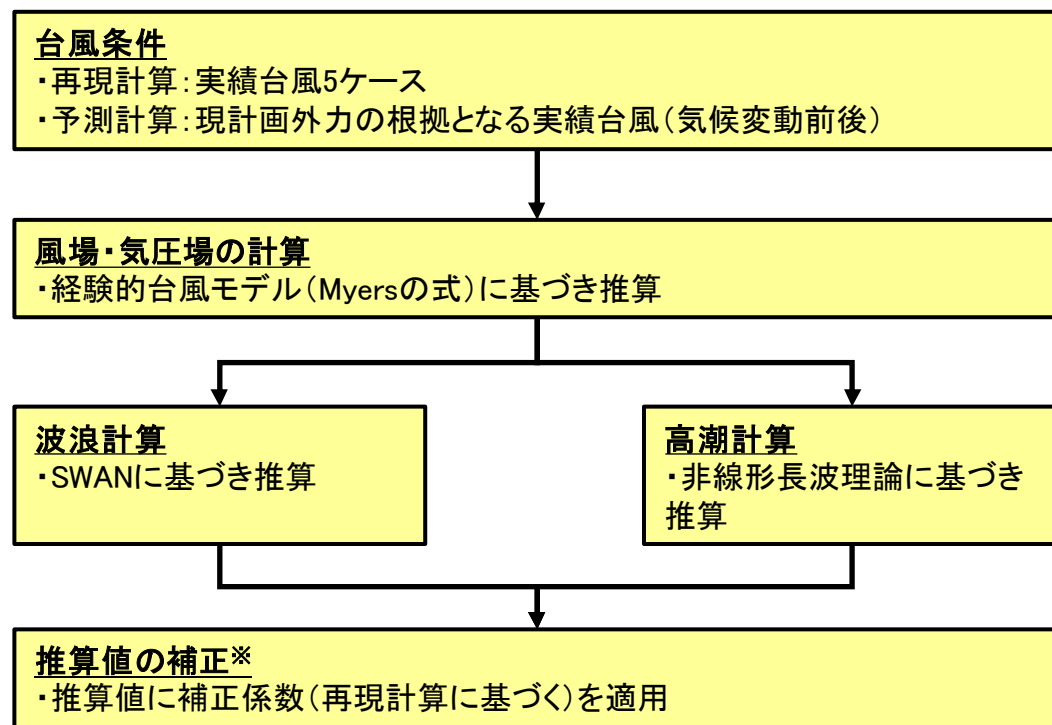 台風条件
・再現計算：実績台風5ケース
・予測計算：現計画外力の根拠となる実績台風（気候変動前後）
風場・気圧場の計算
・経験的台風モデル（Myersの式）に基づき推算
波浪計算
・SWANに基づき推算
高潮計算
・非線形長波理論に基づき
推算
推算値の補正※
・推算値に補正係数（再現計算に基づく）を適用